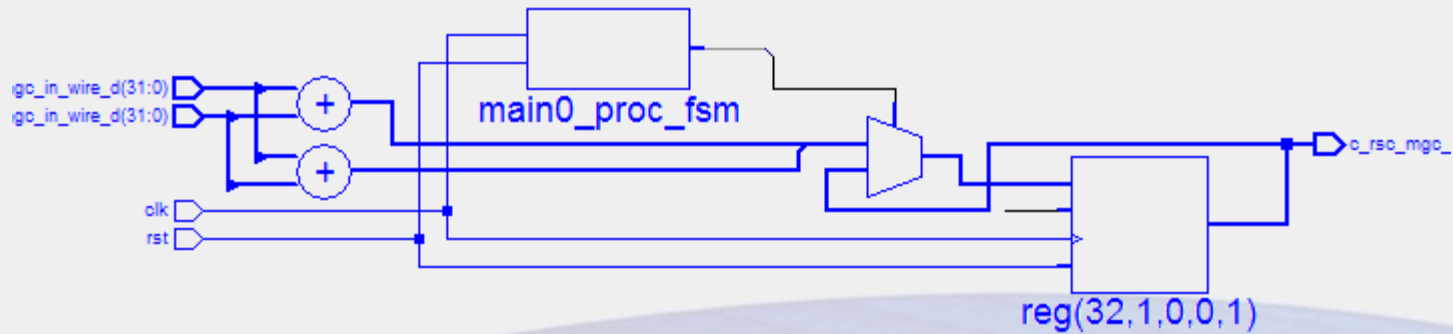 gc_in_wire_d(31:0)
gc_in_wire_d(31:0)
+
+
main0_proc_fsm
clk
rst
c_rsc_mgc_
reg(32,1,0,0,1)